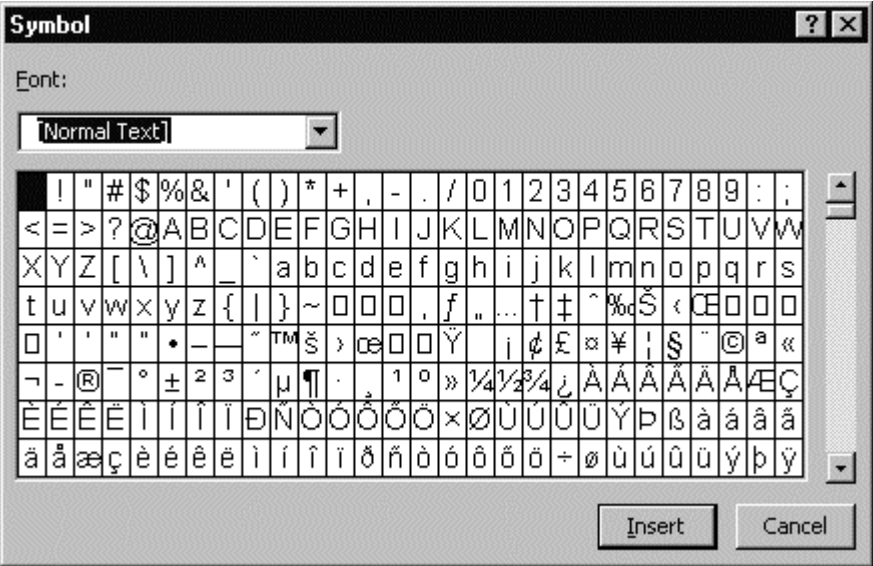 Symbol
Font:
[Normal Text]
! " # $ % & ' ( ) * + , - . / 0 1 2 3 4 5 6 7 8 9 : ;
< = > ? @ A B C D E F G H I J K L M N O P Q R S T U V W
X Y Z [ \ ] ^ _ ` a b c d e f g h i j k l m n o p q r s
t u v w x y z { | } ~ □ □ □ ‚ ƒ „ … † ‡ ˆ ‰ Š ‹ Œ □ □ □
□ ‘ ’ “ ” • – — ˜ ™ š › œ □ □ Ÿ   ¡ ¢ £ ¤ ¥ ¦ § ¨ © ª «
¬ - ® ¯ ° ± ² ³ ´ µ ¶ · ¸ ¹ º » ¼ ½ ¾ ¿ À Á Â Ã Ä Å Æ Ç
È É Ê Ë Ì Í Î Ï Ð Ñ Ò Ó Ô Õ Ö × Ø Ù Ú Û Ü Ý Þ ß à á â ã
ä å æ ç è é ê ë ì í î ï ð ñ ò ó ô õ ö ÷ ø ù ú û ü ý þ ÿ
Insert Cancel